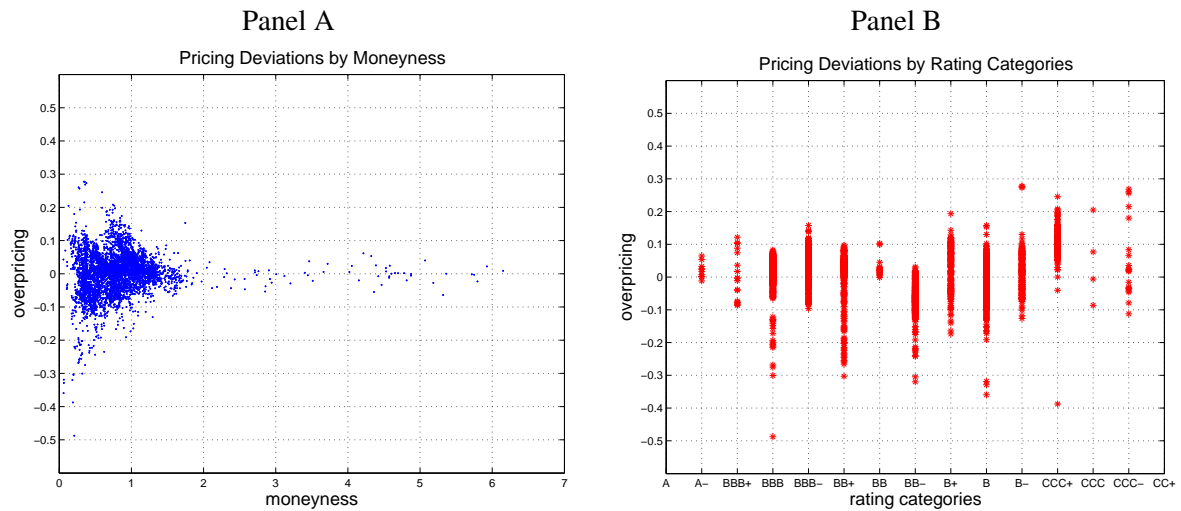 Panel A
Pricing Deviations by Moneyness
0.5
0.4
0.3
0.2
0.1
0
−0.1
−0.2
−0.3
−0.4
−0.5
overpricing
0 1 2 3 4 5 6 7
moneyness
Panel B
Pricing Deviations by Rating Categories
0.5
0.4
0.3
0.2
0.1
0
−0.1
−0.2
−0.3
−0.4
−0.5
overpricing
A A− BBB+ BBB BBB− BB+ BB BB− B+ B B− CCC+ CCC CCC− CC+
rating categories